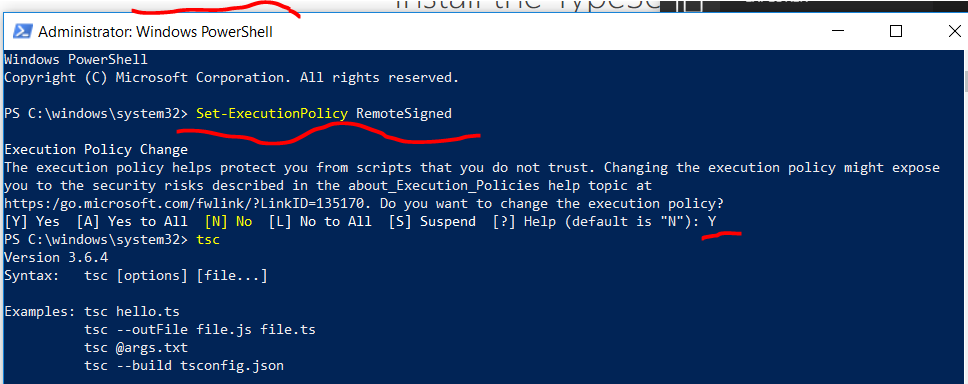 Install the TypeSc
Administrator: Windows PowerShell
Windows PowerShell
Copyright (C) Microsoft Corporation. All rights reserved.
PS C:\windows\system32> Set-ExecutionPolicy RemoteSigned
Execution Policy Change
The execution policy helps protect you from scripts that you do not trust. Changing the execution policy might expose
you to the security risks described in the about_Execution_Policies help topic at
https:/go.microsoft.com/fwlink/?LinkID=135170. Do you want to change the execution policy?
[Y] Yes  [A] Yes to All  [N] No  [L] No to All  [S] Suspend  [?] Help (default is "N"): Y
PS C:\windows\system32> tsc
Version 3.6.4
Syntax:   tsc [options] [file...]
Examples: tsc hello.ts
tsc --outFile file.js file.ts
tsc @args.txt
tsc --build tsconfig.json